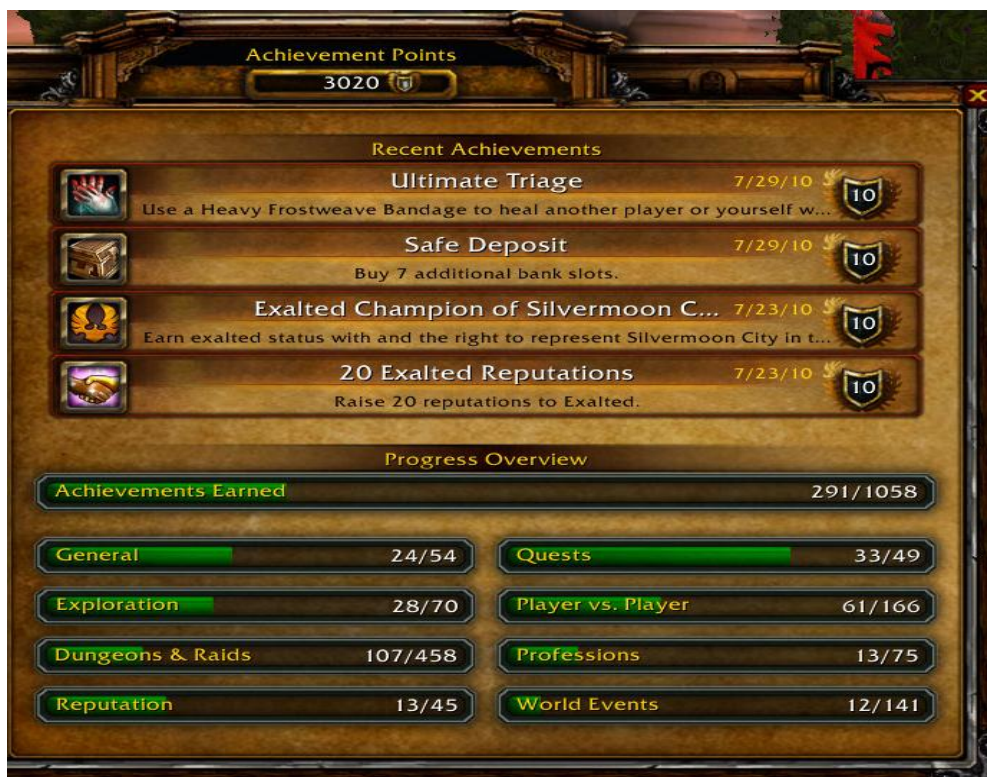 Achievement Points
3020
Recent Achievements
Ultimate Triage 7/29/10 10
Use a Heavy Frostweave Bandage to heal another player or yourself w...
Safe Deposit 7/29/10 10
Buy 7 additional bank slots.
Exalted Champion of Silvermoon C... 7/23/10 10
Earn exalted status with and the right to represent Silvermoon City in t...
20 Exalted Reputations 7/23/10 10
Raise 20 reputations to Exalted.
Progress Overview
Achievements Earned 291/1058
General 24/54 Quests 33/49
Exploration 28/70 Player vs. Player 61/166
Dungeons & Raids 107/458 Professions 13/75
Reputation 13/45 World Events 12/141